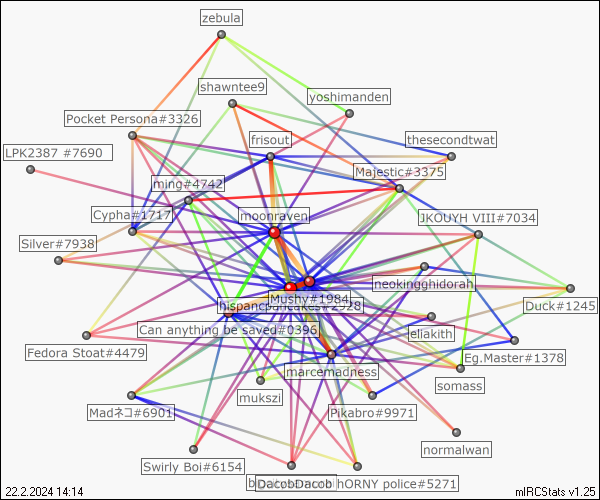 zebula
shawntee9
yoshimanden
Pocket Persona#3326
frisout
thesecondtwat
LPK2387 #7690
Majestic#3375
ming#4742
Cypha#1717
moonraven
JKOUYH VIII#7034
Silver#7938
neokingghidorah
Mushy#1984
hispancpancakes#2928
Duck#1245
Can anything be saved#0396
eliakith
Fedora Stoat#4479
Eg.Master#1378
marcemadness
somass
mukszi
Madネコ#6901
Pikabro#9971
normalwan
Swirly Boi#6154
DacobDacob
hORNY police#5271
22.2.2024 14:14
mIRCStats v1.25